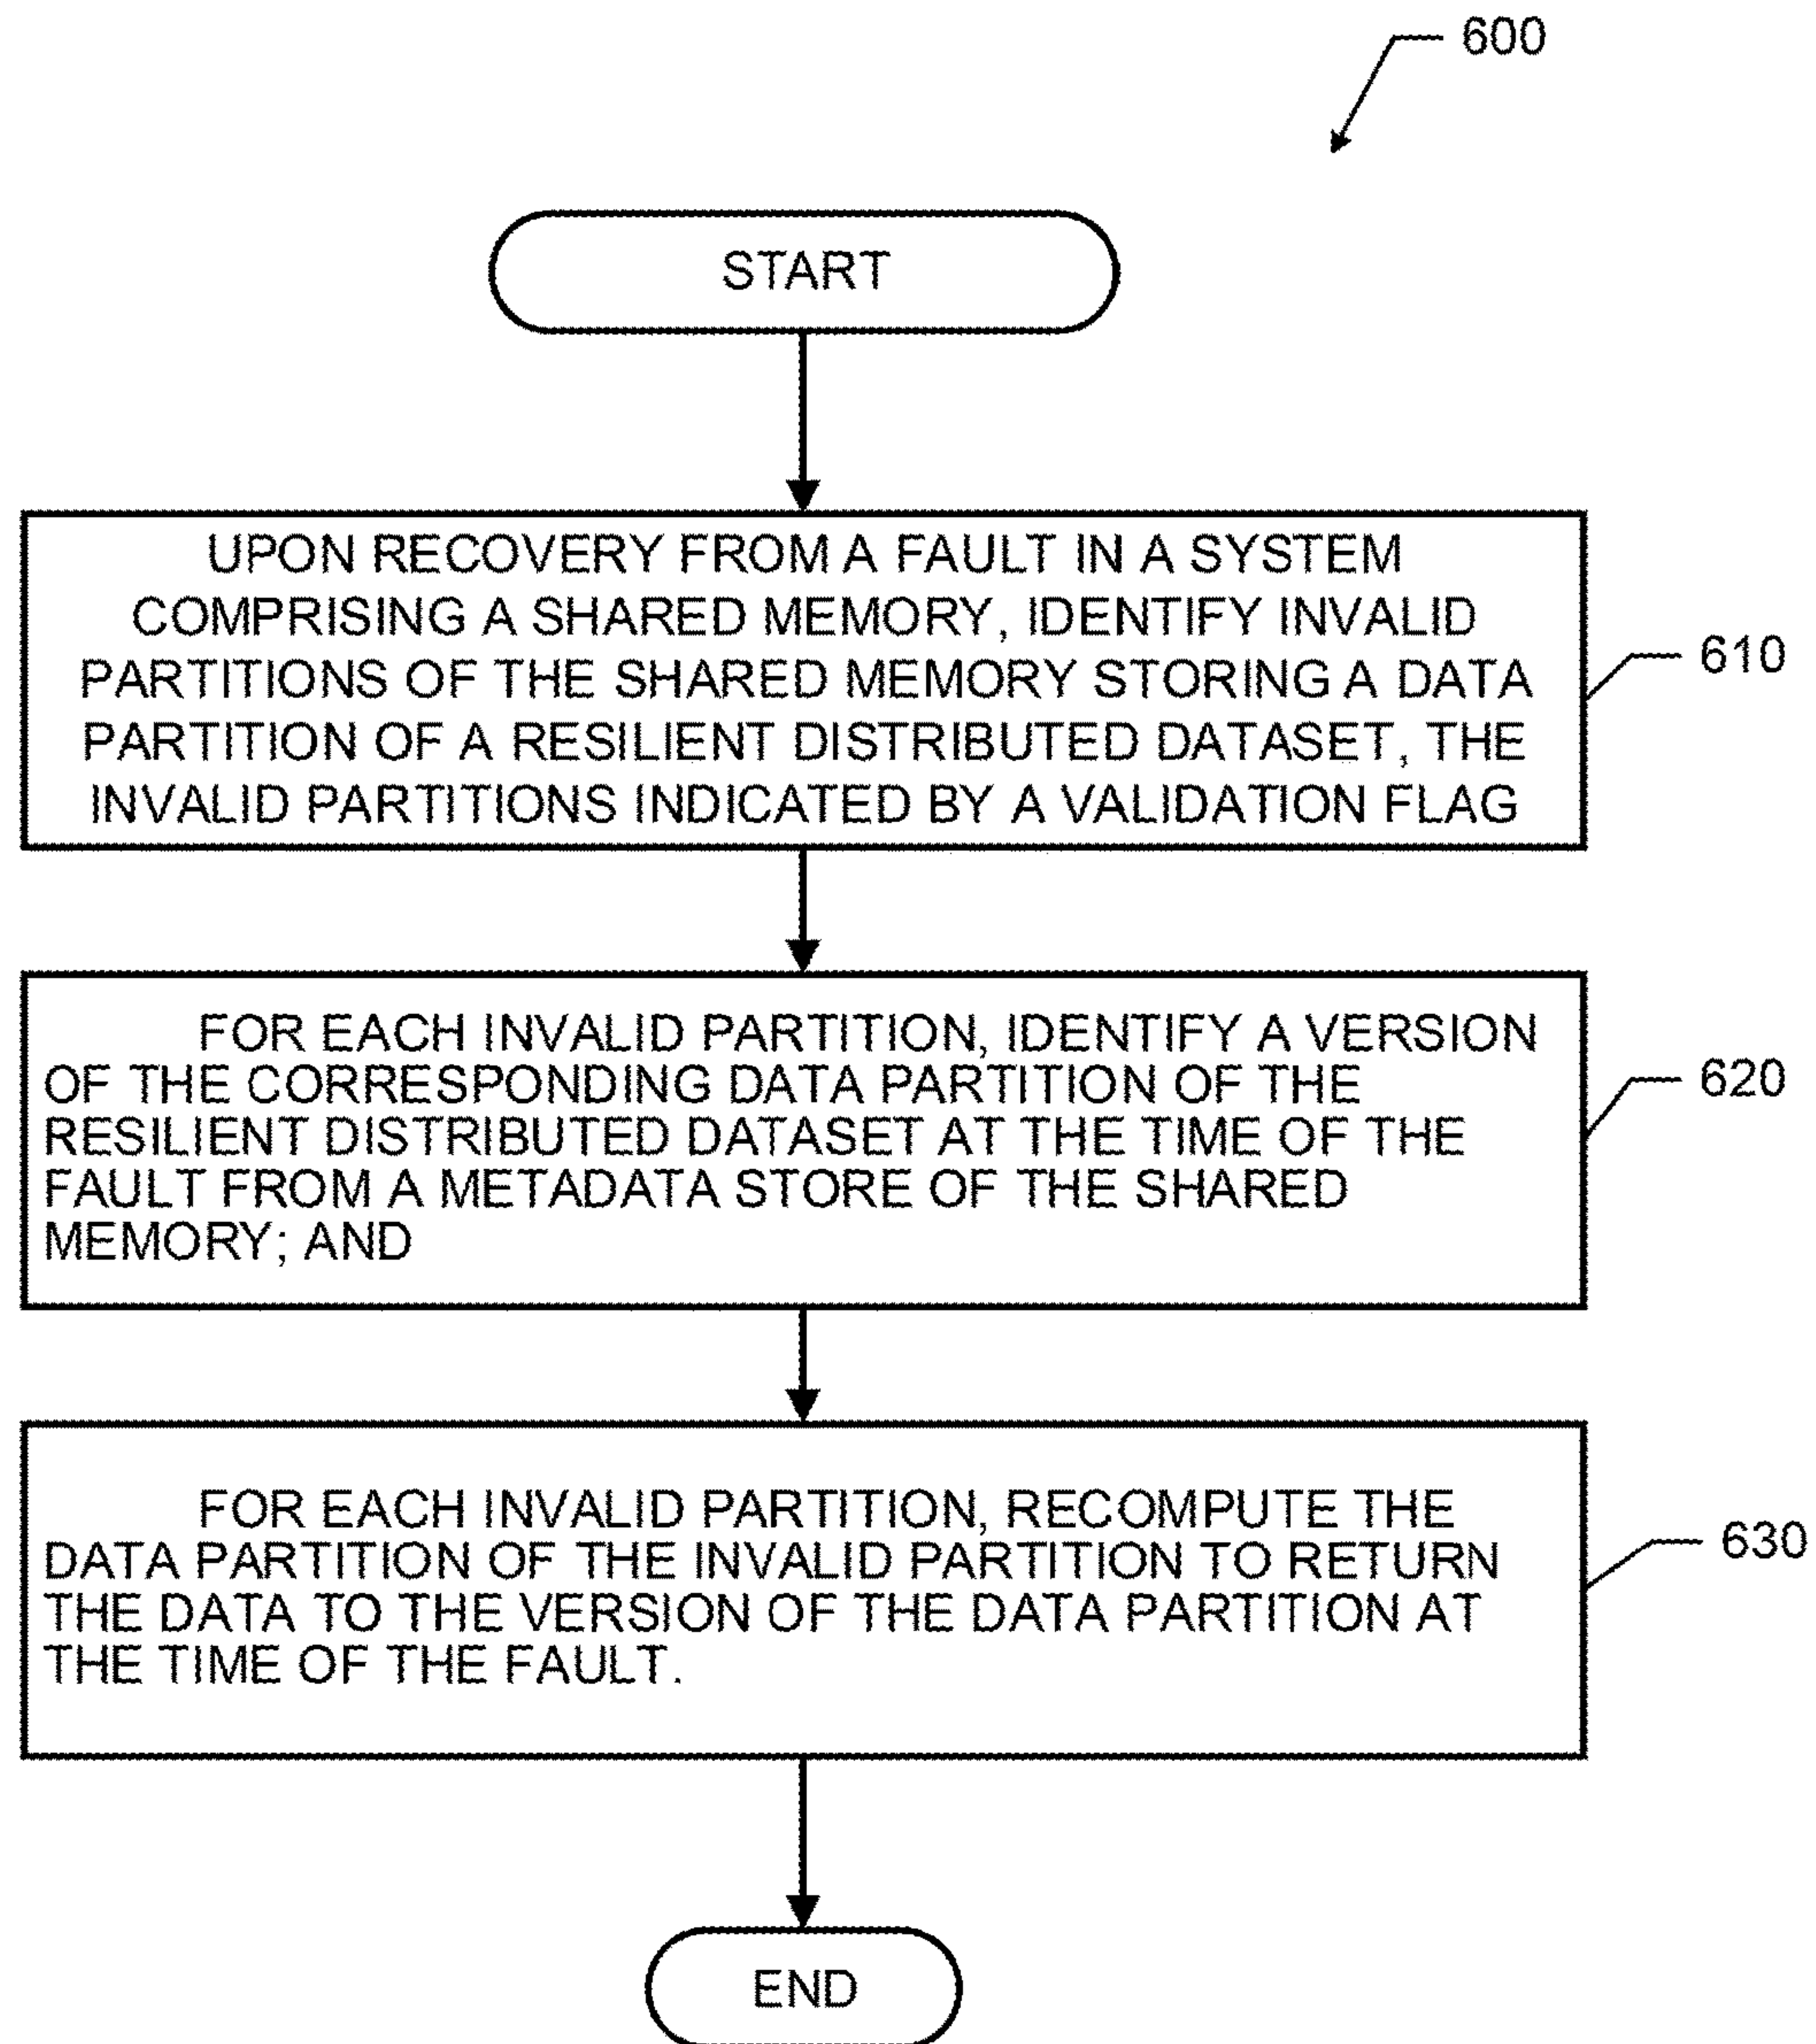 600
START
UPON RECOVERY FROM A FAULT IN A SYSTEM
COMPRISING A SHARED MEMORY, IDENTIFY INVALID
PARTITIONS OF THE SHARED MEMORY STORING A DATA
PARTITION OF A RESILIENT DISTRIBUTED DATASET, THE
INVALID PARTITIONS INDICATED BY A VALIDATION FLAG
610
FOR EACH INVALID PARTITION, IDENTIFY A VERSION
OF THE CORRESPONDING DATA PARTITION OF THE
RESILIENT DISTRIBUTED DATASET AT THE TIME OF THE
FAULT FROM A METADATA STORE OF THE SHARED
MEMORY; AND
620
FOR EACH INVALID PARTITION, RECOMPUTE THE
DATA PARTITION OF THE INVALID PARTITION TO RETURN
THE DATA TO THE VERSION OF THE DATA PARTITION AT
THE TIME OF THE FAULT.
630
END